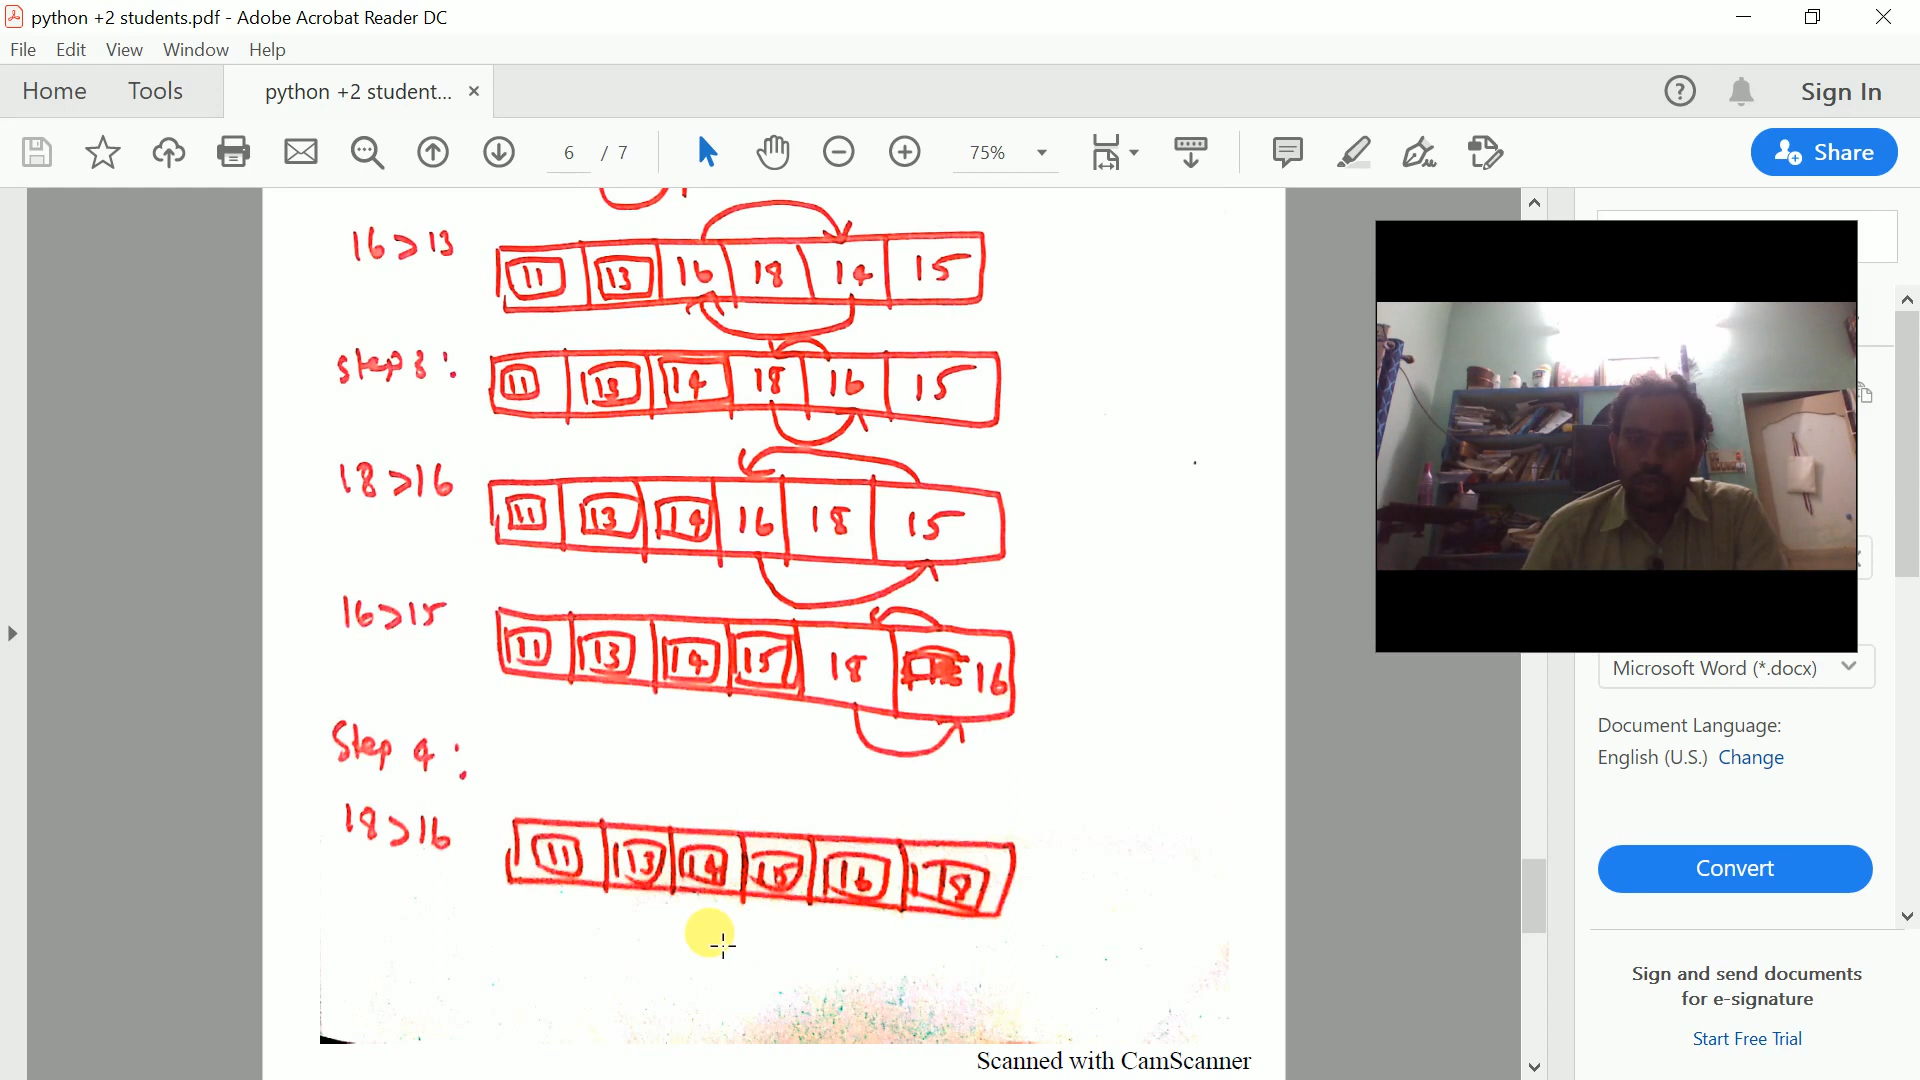 python +2 students.pdf - Adobe Acrobat Reader DC
File Edit View Window Help
Home Tools python +2 student... ×
Sign In
6 / 7 75% Share
16>13
11 13 16 18 14 15
step 3 :
11 13 14 18 16 15
18>16
11 13 14 16 18 15
16>15
11 13 14 15 18 16
Step 4 :
18>16
11 13 14 15 16 18
Scanned with CamScanner
Microsoft Word (*.docx)
Document Language:
English (U.S.) Change
Convert
Sign and send documents
for e-signature
Start Free Trial